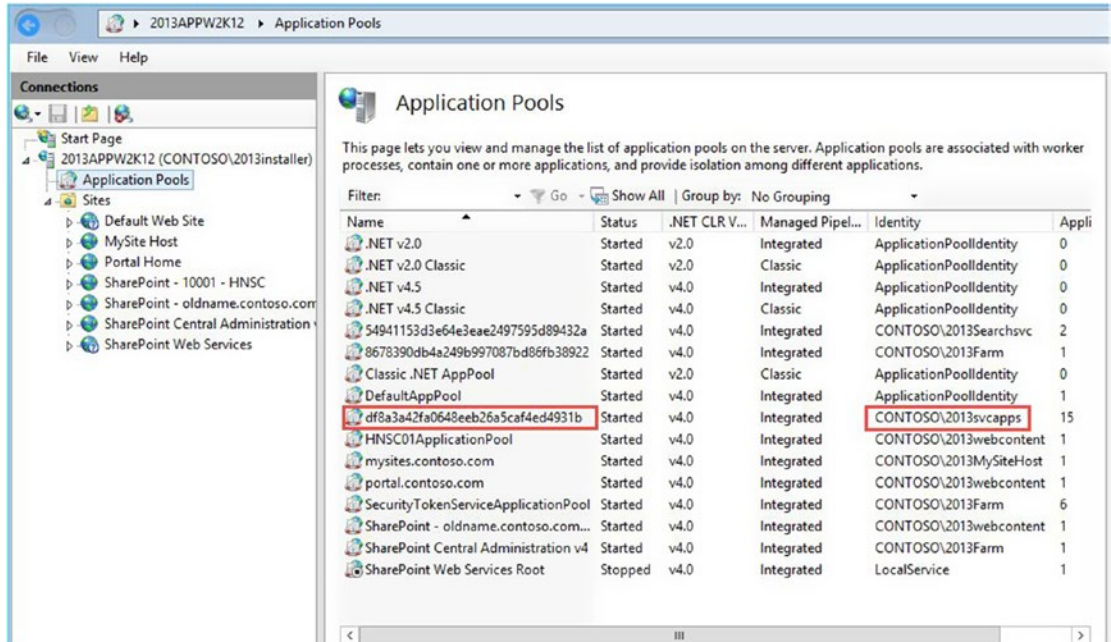 2013APPW2K12 Application Pools
File View Help
Connections
Start Page
2013APPW2K12 (CONTOSO\2013installer)
Application Pools
Sites
Default Web Site
MySite Host
Portal Home
SharePoint - 10001 - HNSC
SharePoint - oldname.contoso.com
SharePoint Central Administration
SharePoint Web Services
Application Pools
This page lets you view and manage the list of application pools on the server. Application pools are associated with worker
processes, contain one or more applications, and provide isolation among different applications.
Filter: Go Show All Group by: No Grouping
Name Status .NET CLR V... Managed Pipel... Identity Appli
.NET v2.0 Started v2.0 Integrated ApplicationPoolIdentity 0
.NET v2.0 Classic Started v2.0 Classic ApplicationPoolIdentity 0
.NET v4.5 Started v4.0 Integrated ApplicationPoolIdentity 0
.NET v4.5 Classic Started v4.0 Classic ApplicationPoolIdentity 0
54941153d3e64e3eae2497595d89432a Started v4.0 Integrated CONTOSO\2013Searchsvc 2
8678390db4a249b997087bd86fb38922 Started v4.0 Integrated CONTOSO\2013Farm 1
Classic .NET AppPool Started v2.0 Classic ApplicationPoolIdentity 0
DefaultAppPool Started v4.0 Integrated ApplicationPoolIdentity 1
df8a3a42fa0648eeb26a5caf4ed4931b Started v4.0 Integrated CONTOSO\2013svcapps 15
HNSC01ApplicationPool Started v4.0 Integrated CONTOSO\2013webcontent 1
mysites.contoso.com Started v4.0 Integrated CONTOSO\2013MySiteHost 1
portal.contoso.com Started v4.0 Integrated CONTOSO\2013webcontent 1
SecurityTokenServiceApplicationPool Started v4.0 Integrated CONTOSO\2013Farm 6
SharePoint - oldname.contoso.com... Started v4.0 Integrated CONTOSO\2013webcontent 1
SharePoint Central Administration v4 Started v4.0 Integrated CONTOSO\2013Farm 1
SharePoint Web Services Root Stopped v4.0 Integrated LocalService 1